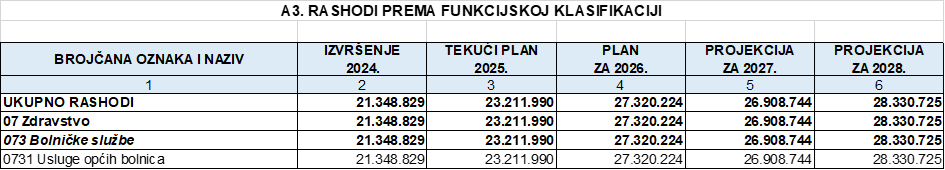 A3. RASHODI PREMA FUNKCIJSKOJ KLASIFIKACIJI
BROJČANA OZNAKA I NAZIV IZVRŠENJE 2024. TEKUĆI PLAN 2025. PLAN ZA 2026. PROJEKCIJA ZA 2027. PROJEKCIJA ZA 2028.
1 2 3 4 5 6
UKUPNO RASHODI 21.348.829 23.211.990 27.320.224 26.908.744 28.330.725
07 Zdravstvo 21.348.829 23.211.990 27.320.224 26.908.744 28.330.725
073 Bolničke službe 21.348.829 23.211.990 27.320.224 26.908.744 28.330.725
0731 Usluge općih bolnica 21.348.829 23.211.990 27.320.224 26.908.744 28.330.725